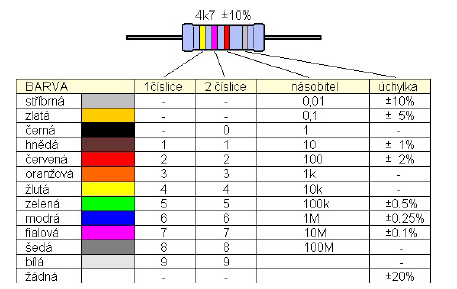 4k7 ±10%
BARVA 1číslice 2 číslice násobitel úchylka
stříbrná - - 0,01 ±10%
zlatá - - 0,1 ± 5%
černá - 0 1 -
hnědá 1 1 10 ± 1%
červená 2 2 100 ± 2%
oranžová 3 3 1k -
žlutá 4 4 10k -
zelená 5 5 100k ±0.5%
modrá 6 6 1M ±0.25%
fialová 7 7 10M ±0.1%
šedá 8 8 100M -
bílá 9 9 -
žádná ±20%